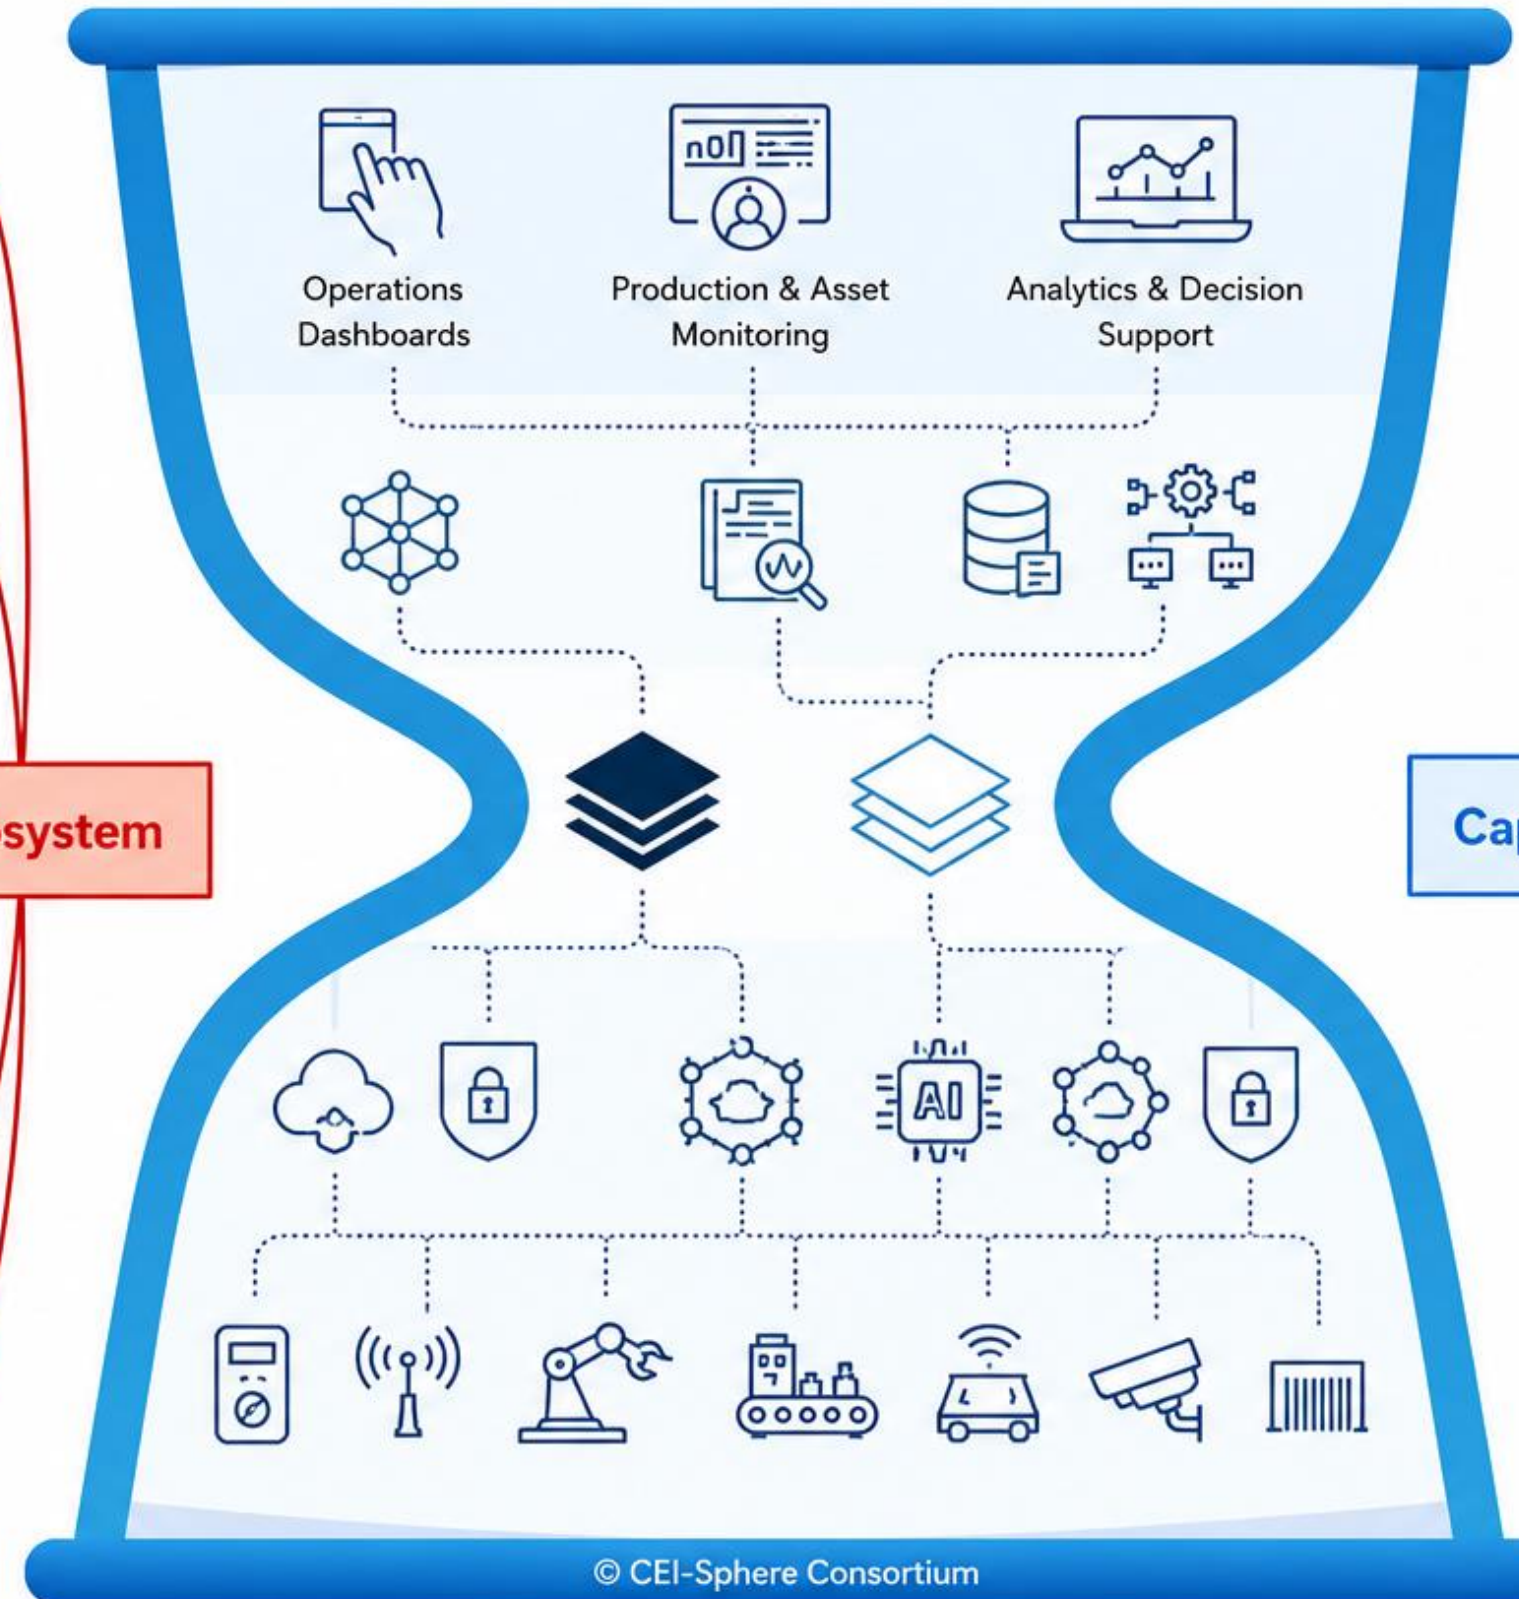 Operations
Dashboards
Production & Asset
Monitoring
Analytics & Decision
Support
system
Ca
AI
© CEI-Sphere Consortium